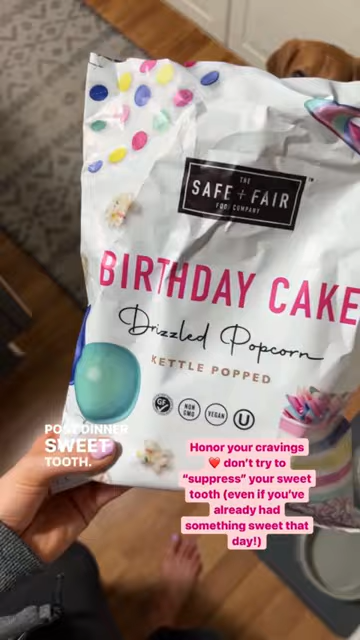 THE
SAFE + FAIR
FOOD COMPANY
™
BIRTHDAY CAKE
Drizzled Popcorn
KETTLE POPPED
GF
NON
GMO
VEGAN
U
POST DINNER
SWEET
TOOTH.
Honor your cravings
❤️ don't try to
“suppress” your sweet
tooth (even if you've
already had
something sweet that
day!)